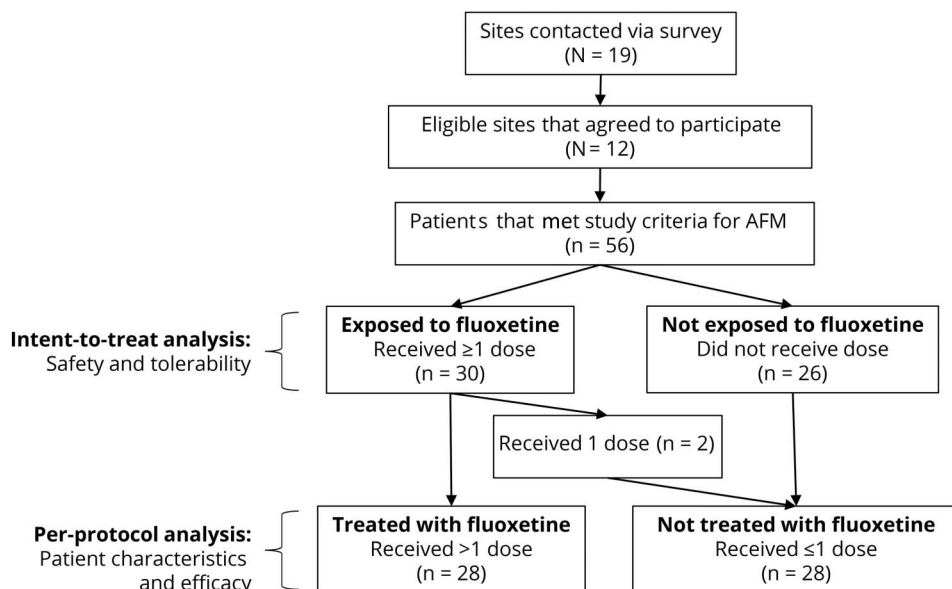 Sites contacted via survey
(N = 19)
Eligible sites that agreed to participate
(N = 12)
Patients that met study criteria for AFM
(n = 56)
Intent-to-treat analysis:
Safety and tolerability
Exposed to fluoxetine
Received ≥1 dose
(n = 30)
Not exposed to fluoxetine
Did not receive dose
(n = 26)
Received 1 dose (n = 2)
Per-protocol analysis:
Patient characteristics
and efficacy
Treated with fluoxetine
Received >1 dose
(n = 28)
Not treated with fluoxetine
Received ≤1 dose
(n = 28)